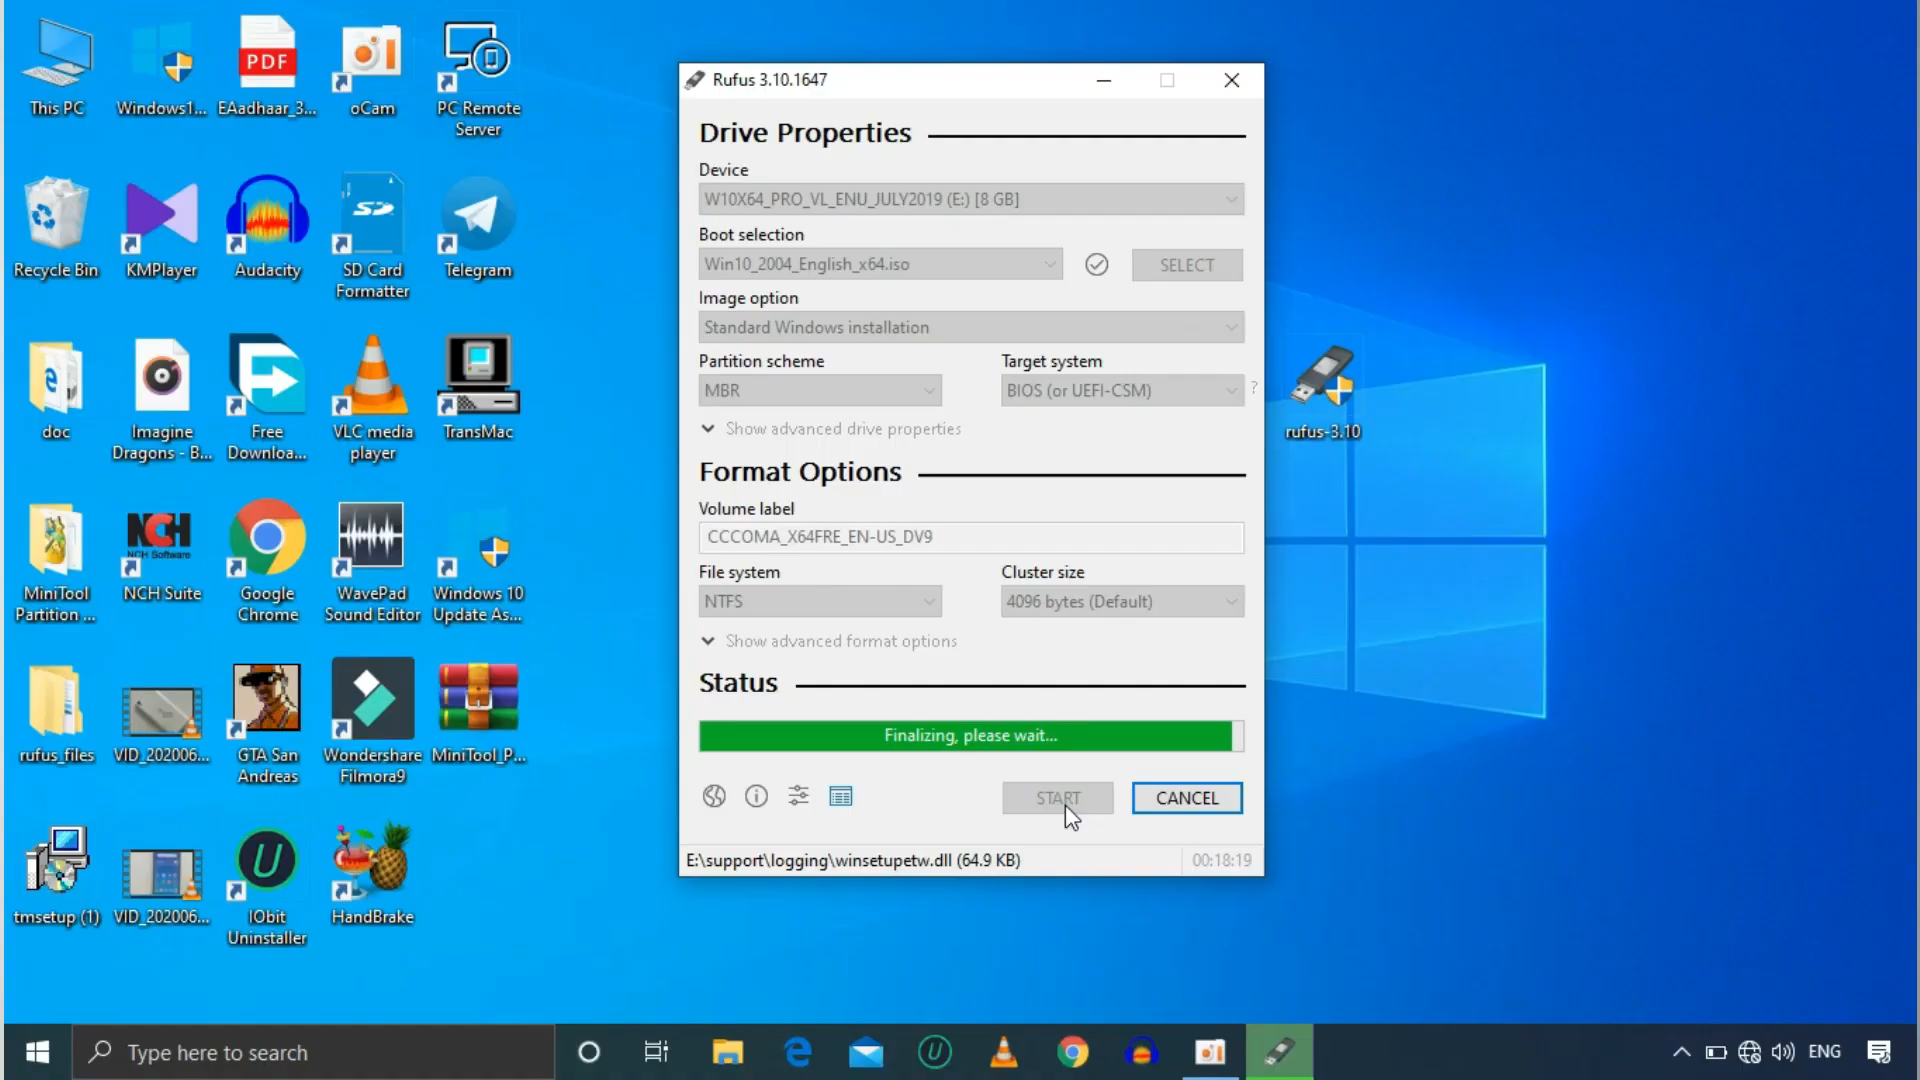 This PC
Windows1...
PDF
EAadhaar_3...
oCam
PC Remote
Server
Recycle Bin
KMPlayer
Audacity
SD
SD Card
Formatter
Telegram
doc
Imagine
Dragons - B...
Free
Downloa...
VLC media
player
TransMac
MiniTool
Partition ...
NCH
NCH Software
NCH Suite
Google
Chrome
WavePad
Sound Editor
Windows 10
Update As...
rufus_files
VID_202006...
GTA San
Andreas
Wondershare
Filmora9
MiniTool_P...
tmsetup (1)
VID_202006...
IObit
Uninstaller
HandBrake
Rufus 3.10.1647
Drive Properties
Device
W10X64_PRO_VL_ENU_JULY2019 (E:) [8 GB]
Boot selection
Win10_2004_English_x64.iso
SELECT
Image option
Standard Windows installation
Partition scheme
Target system
MBR
BIOS (or UEFI-CSM)
?
Show advanced drive properties
Format Options
Volume label
CCCOMA_X64FRE_EN-US_DV9
File system
Cluster size
NTFS
4096 bytes (Default)
Show advanced format options
Status
Finalizing, please wait...
START
CANCEL
E:\support\logging\winsetupetw.dll (64.9 KB)
00:18:19
rufus-3.10
Type here to search
ENG